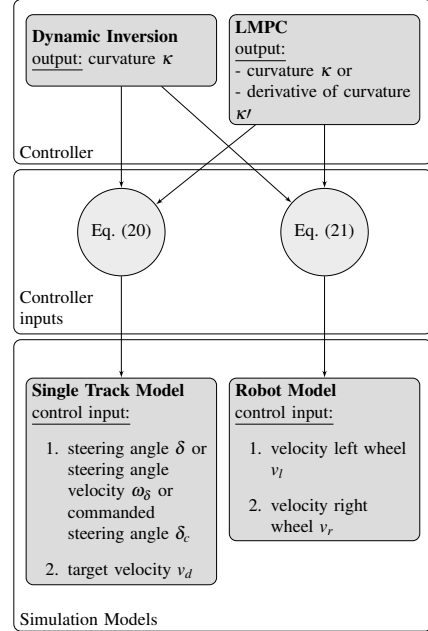 Dynamic Inversion
output: curvature κ
LMPC
output:
- curvature κ or
- derivative of curvature
κ′
Controller
Eq. (20)
Eq. (21)
Controller
inputs
Single Track Model
control input:
1. steering angle δ or
steering angle
velocity ω_δ or
commanded
steering angle δ_c
2. target velocity v_d
Robot Model
control input:
1. velocity left wheel
v_l
2. velocity right
wheel v_r
Simulation Models